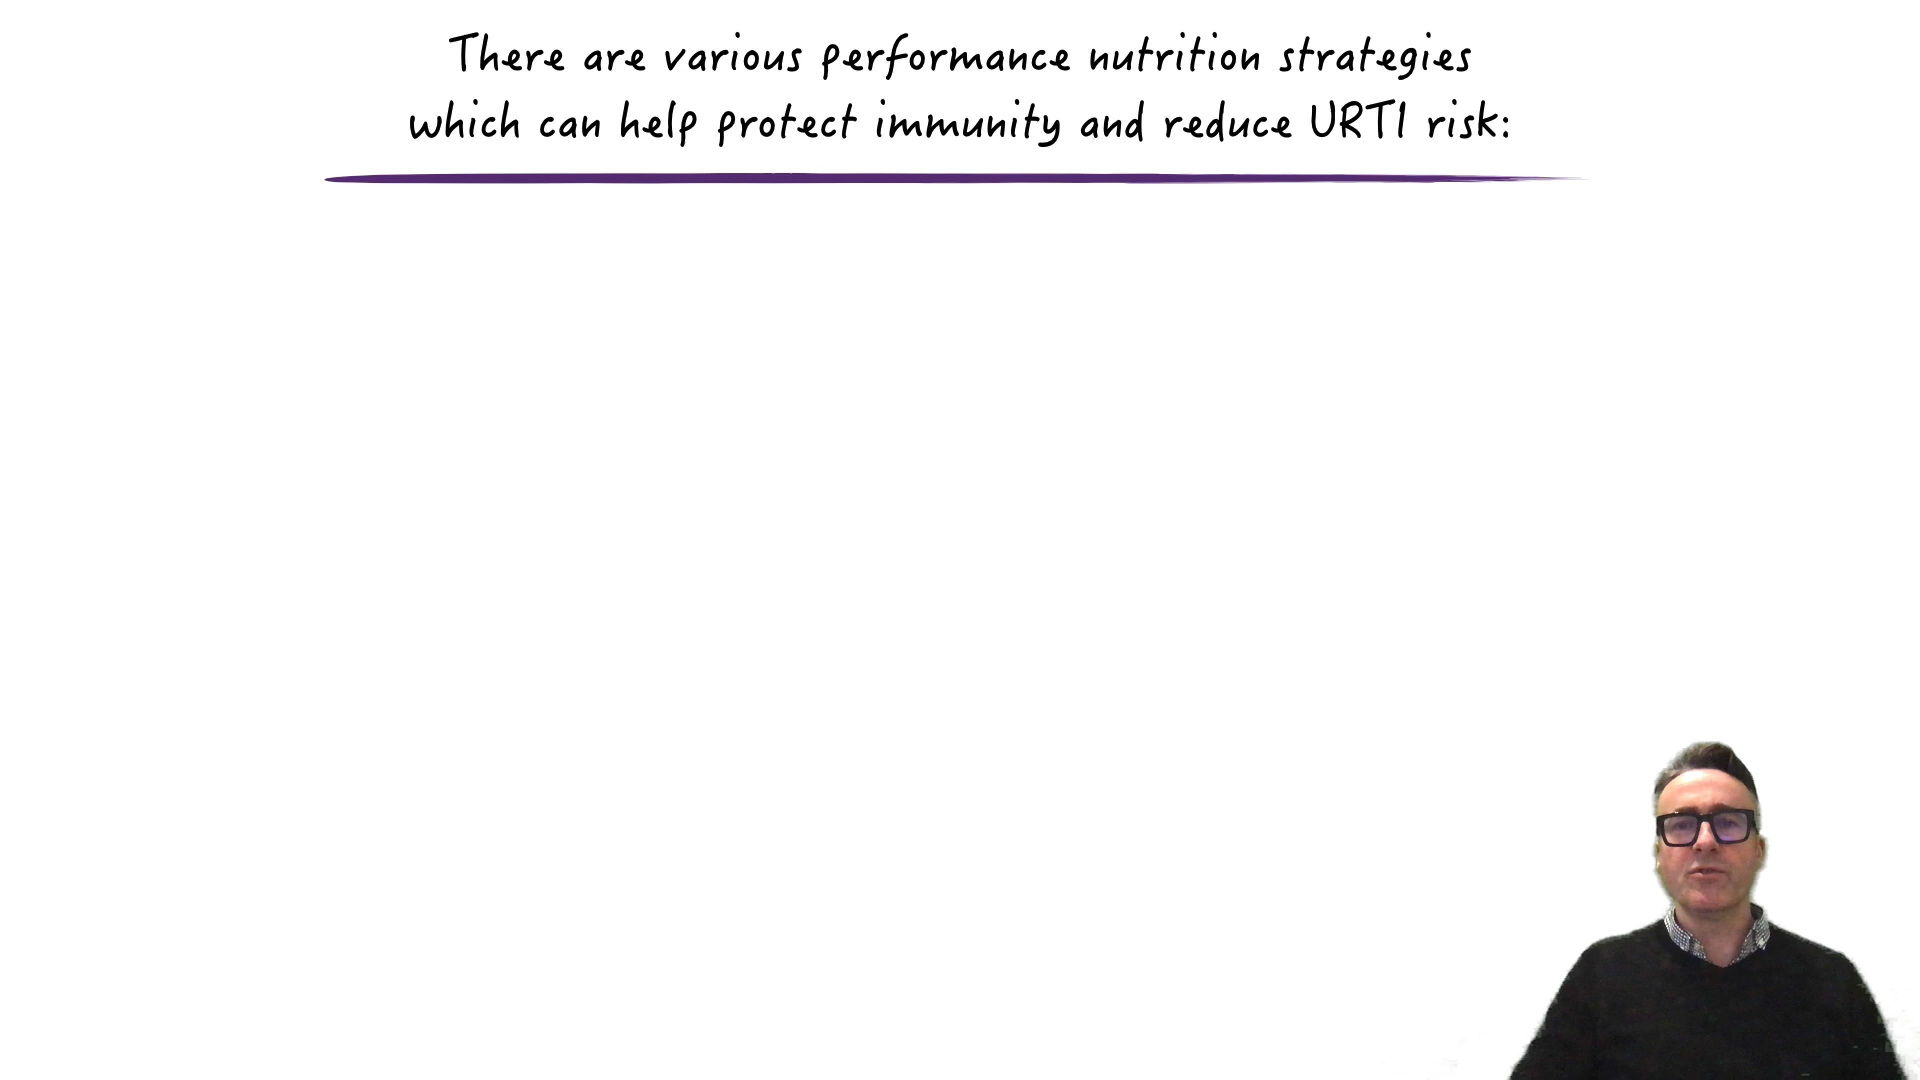 There are various performance nutrition strategies
which can help protect immunity and reduce URTI risk: